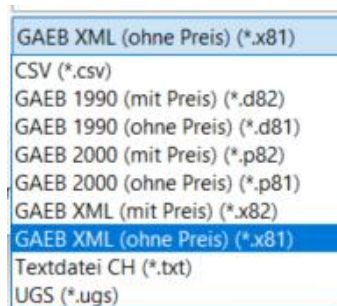 GAEB XML (ohne Preis) (*.x81)
CSV (*.csv)
GAEB 1990 (mit Preis) (*.d82)
GAEB 1990 (ohne Preis) (*.d81)
GAEB 2000 (mit Preis) (*.p82)
GAEB 2000 (ohne Preis) (*.p81)
GAEB XML (mit Preis) (*.x82)
GAEB XML (ohne Preis) (*.x81)
Textdatei CH (*.txt)
UGS (*.ugs)